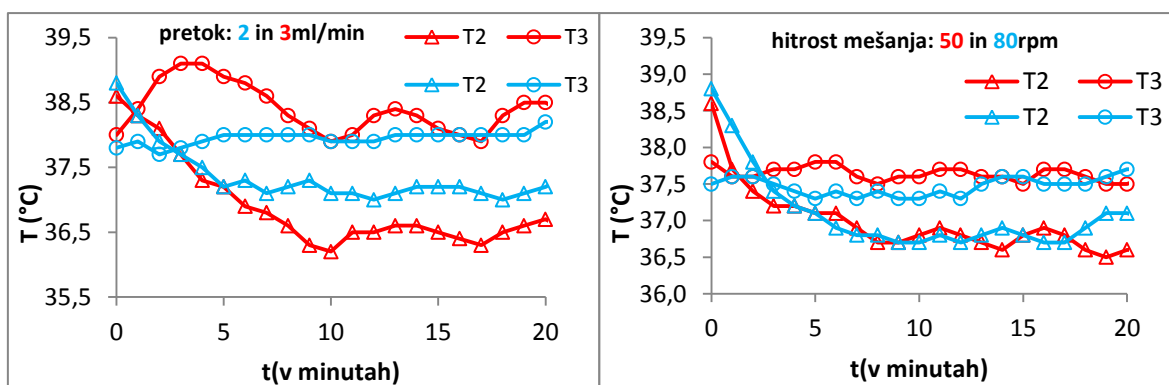 pretok: 2 in 3ml/min
T2 T3
T2 T3
39,5
38,5
37,5
36,5
35,5
T (°C)
0 5 10 15 20
t(v minutah)
hitrost mešanja: 50 in 80rpm
T2 T3
T2 T3
39,5
39,0
38,5
38,0
37,5
37,0
36,5
36,0
T (°C)
0 5 10 15 20
t(v minutah)